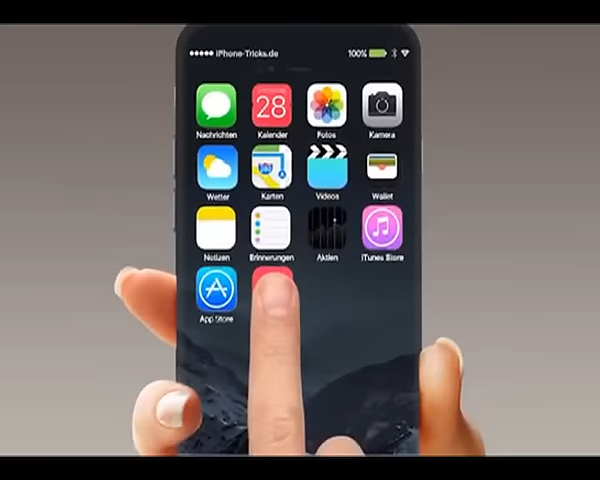 iPhone-Tricks.de 100%
28
Nachrichten Kalender Fotos Kamera
Wetter Karten Videos Wallet
Notizen Erinnerungen Aktien iTunes Store
App Store